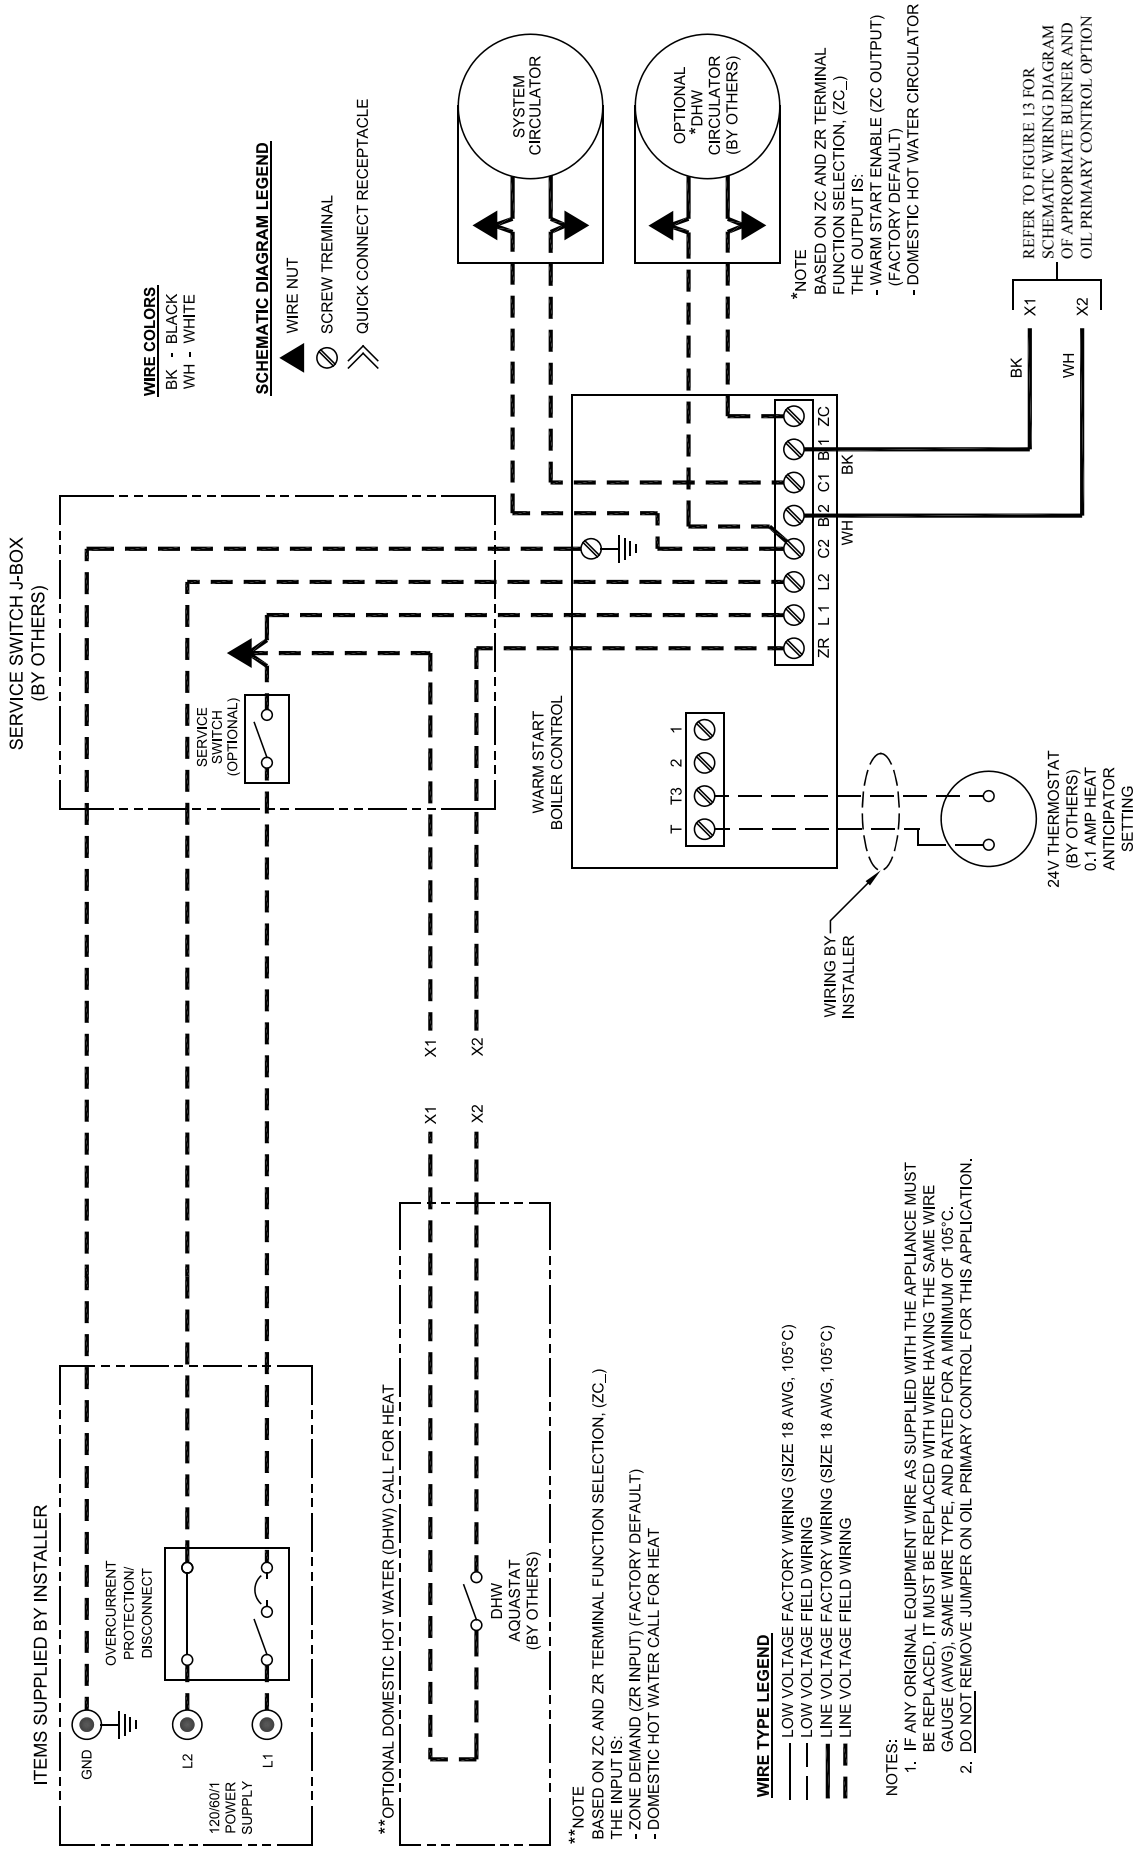 ITEMS SUPPLIED BY INSTALLER
GND
L2
L1
120/60/1
POWER
SUPPLY
OVERCURRENT
PROTECTION/
DISCONNECT
SERVICE SWITCH J-BOX
(BY OTHERS)
SERVICE
SWITCH
(OPTIONAL)
WIRE COLORS
BK - BLACK
WH - WHITE
SCHEMATIC DIAGRAM LEGEND
WIRE NUT
SCREW TREMINAL
QUICK CONNECT RECEPTACLE
**OPTIONAL DOMESTIC HOT WATER (DHW) CALL FOR HEAT
X1
X1
X2
X2
DHW
AQUASTAT
(BY OTHERS)
**NOTE
BASED ON ZC AND ZR TERMINAL FUNCTION SELECTION, (ZC_)
THE INPUT IS:
- ZONE DEMAND (ZR INPUT) (FACTORY DEFAULT)
- DOMESTIC HOT WATER CALL FOR HEAT
WARM START
BOILER CONTROL
T
T3
2
1
ZR
L 1
L2
C2
B 2
C1
B 1
ZC
WH
BK
SYSTEM
CIRCULATOR
OPTIONAL
*DHW
CIRCULATOR
(BY OTHERS)
*NOTE
BASED ON ZC AND ZR TERMINAL
FUNCTION SELECTION, (ZC_)
THE OUTPUT IS:
- WARM START ENABLE (ZC OUTPUT)
(FACTORY DEFAULT)
- DOMESTIC HOT WATER CIRCULATOR
BK
WH
X1
X2
REFER TO FIGURE 13 FOR
SCHEMATIC WIRING DIAGRAM
OF APPROPRIATE BURNER AND
OIL PRIMARY CONTROL OPTION
WIRING BY
INSTALLER
24V THERMOSTAT
(BY OTHERS)
0.1 AMP HEAT
ANTICIPATOR
SETTING
WIRE TYPE LEGEND
LOW VOLTAGE FACTORY WIRING (SIZE 18 AWG, 105°C)
LOW VOLTAGE FIELD WIRING
LINE VOLTAGE FACTORY WIRING (SIZE 18 AWG, 105°C)
LINE VOLTAGE FIELD WIRING
NOTES:
1. IF ANY ORIGINAL EQUIPMENT WIRE AS SUPPLIED WITH THE APPLIANCE MUST
BE REPLACED, IT MUST BE REPLACED WITH WIRE HAVING THE SAME WIRE
GAUGE (AWG), SAME WIRE TYPE, AND RATED FOR A MINIMUM OF 105°C.
2. DO NOT REMOVE JUMPER ON OIL PRIMARY CONTROL FOR THIS APPLICATION.